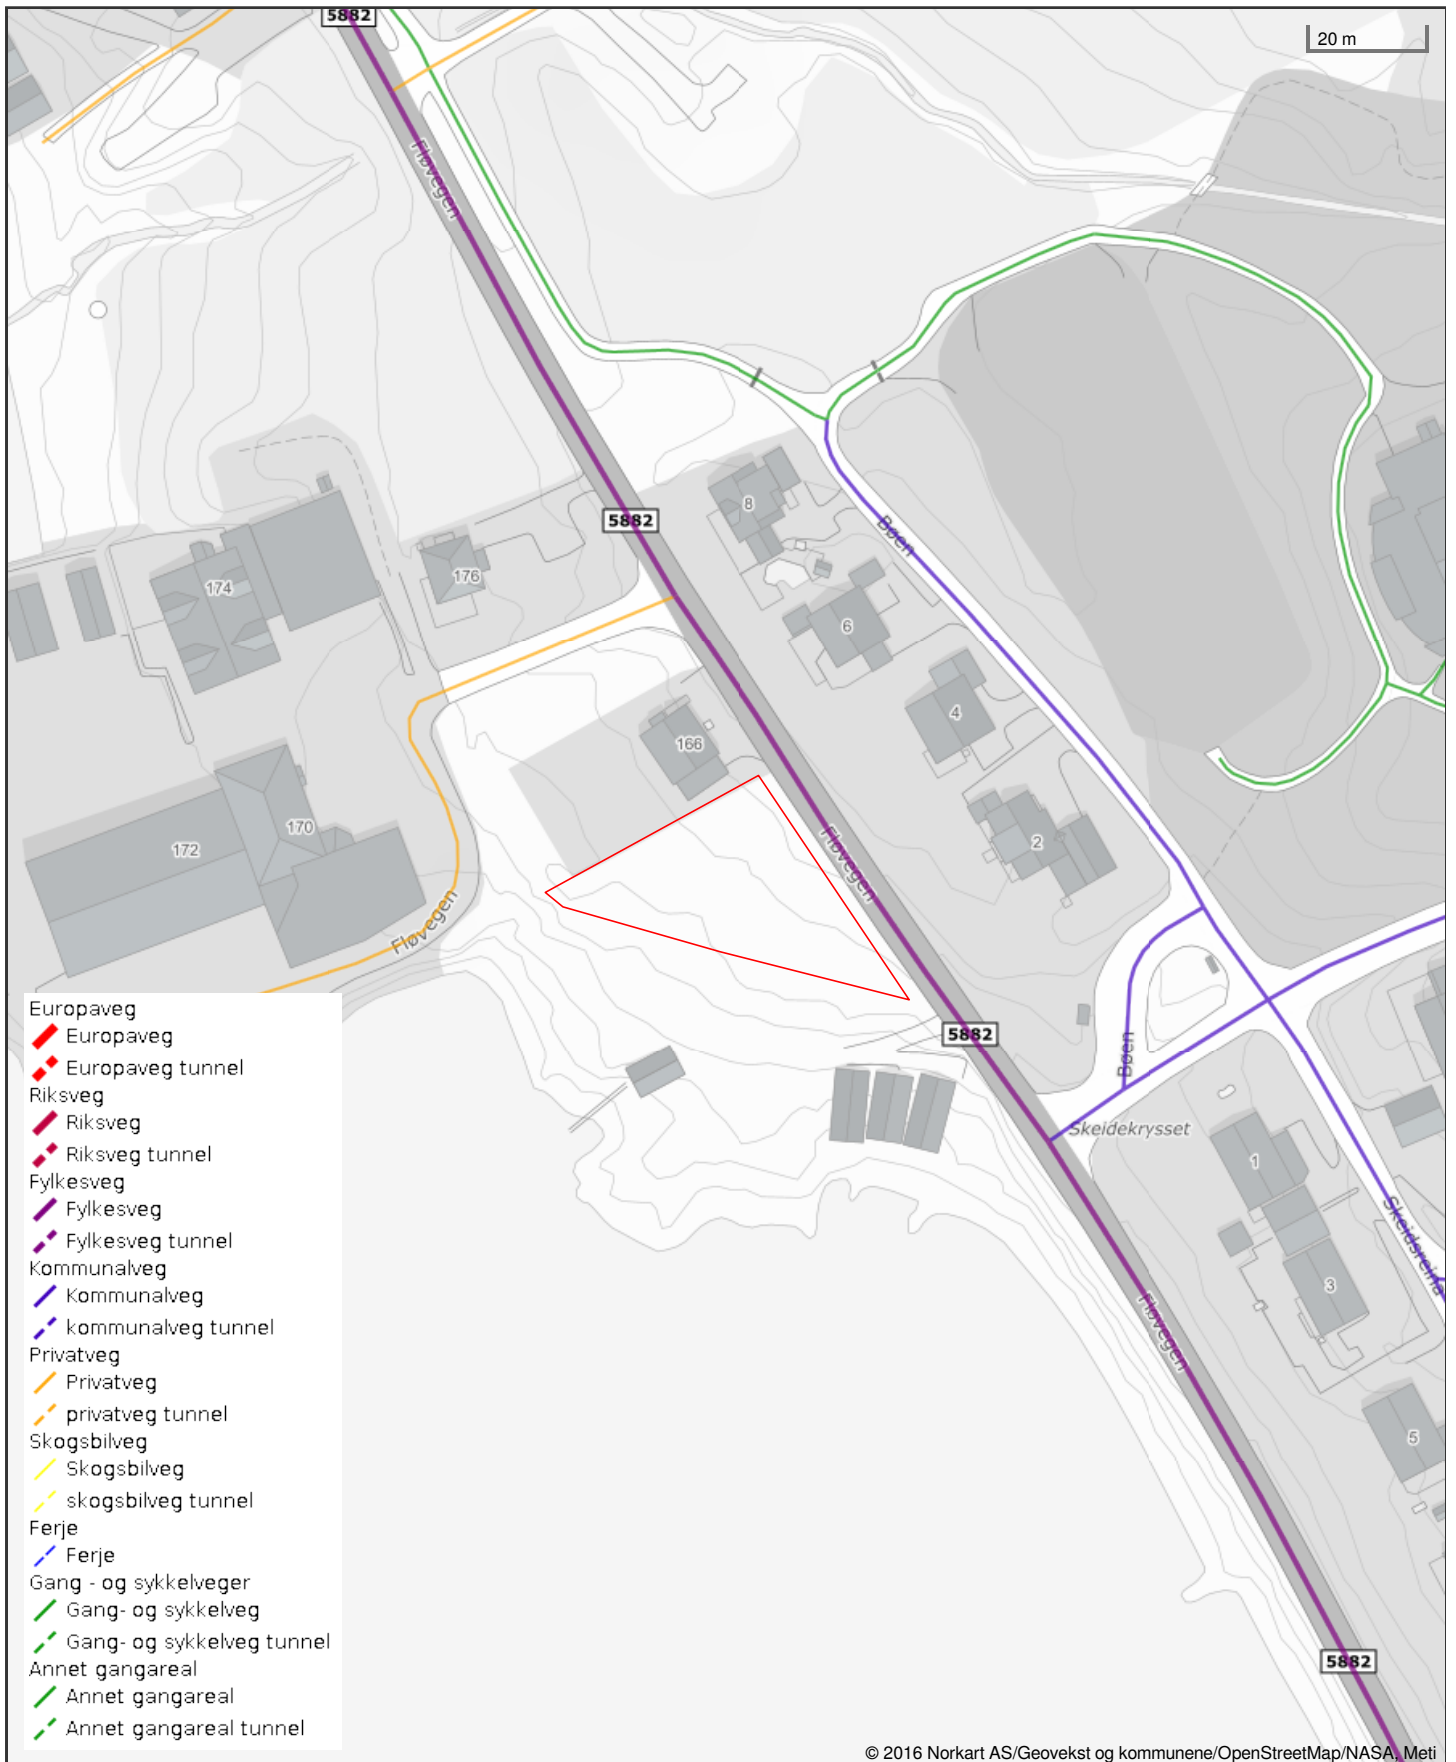 5882
20 m
Fløvegen
8
5882
Bøen
174
176
6
4
166
2
170
172
Fløvegen
Fløvegen
5882
Bøen
Skeidekrysset
1
Skeidsreina
3
Fløvegen
5
5882
Europaveg
Europaveg
Europaveg tunnel
Riksveg
Riksveg
Riksveg tunnel
Fylkesveg
Fylkesveg
Fylkesveg tunnel
Kommunalveg
Kommunalveg
kommunalveg tunnel
Privatveg
Privatveg
privatveg tunnel
Skogsbilveg
Skogsbilveg
skogsbilveg tunnel
Ferje
Ferje
Gang - og sykkelveger
Gang- og sykkelveg
Gang- og sykkelveg tunnel
Annet gangareal
Annet gangareal
Annet gangareal tunnel
© 2016 Norkart AS/Geovekst og kommunene/OpenStreetMap/NASA, Meti